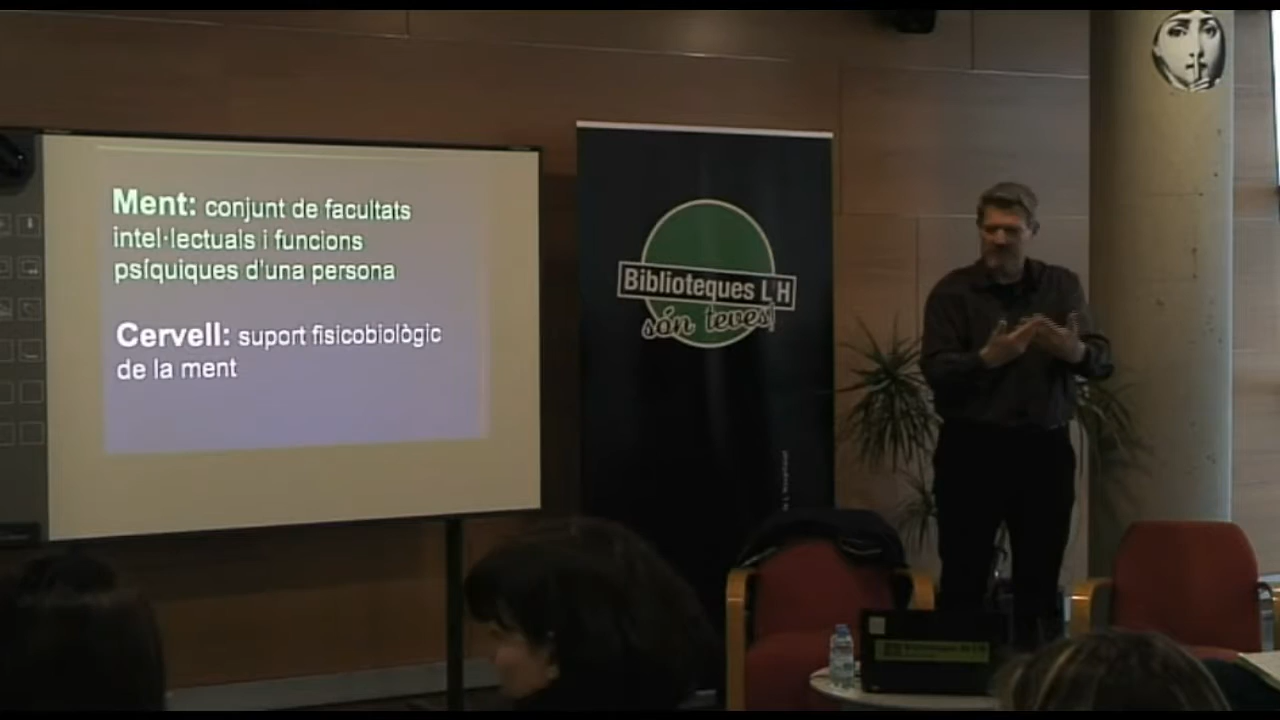 Ment: conjunt de facultats
intel·lectuals i funcions
psíquiques d'una persona
Cervell: suport fisicobiològic
de la ment
Biblioteques L'H
són teves!